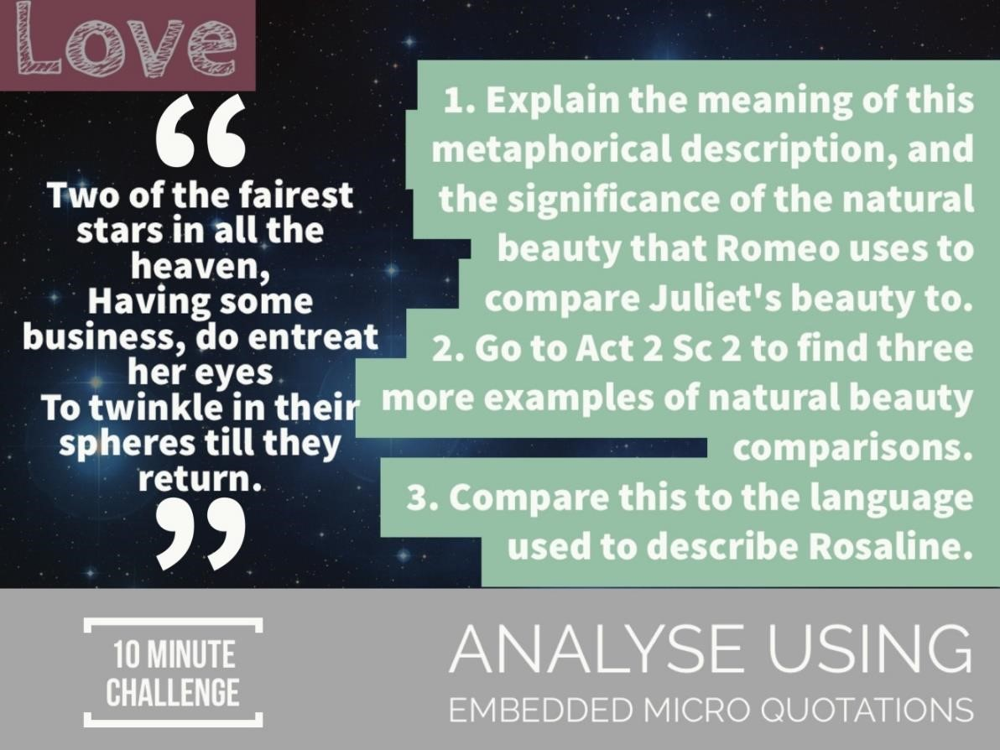 Love
“
Two of the fairest
stars in all the
heaven,
Having some
business, do entreat
her eyes
To twinkle in their
spheres till they
return.
”
1. Explain the meaning of this
metaphorical description, and
the significance of the natural
beauty that Romeo uses to
compare Juliet's beauty to.
2. Go to Act 2 Sc 2 to find three
more examples of natural beauty
comparisons.
3. Compare this to the language
used to describe Rosaline.
10 MINUTE
CHALLENGE
ANALYSE USING
EMBEDDED MICRO QUOTATIONS